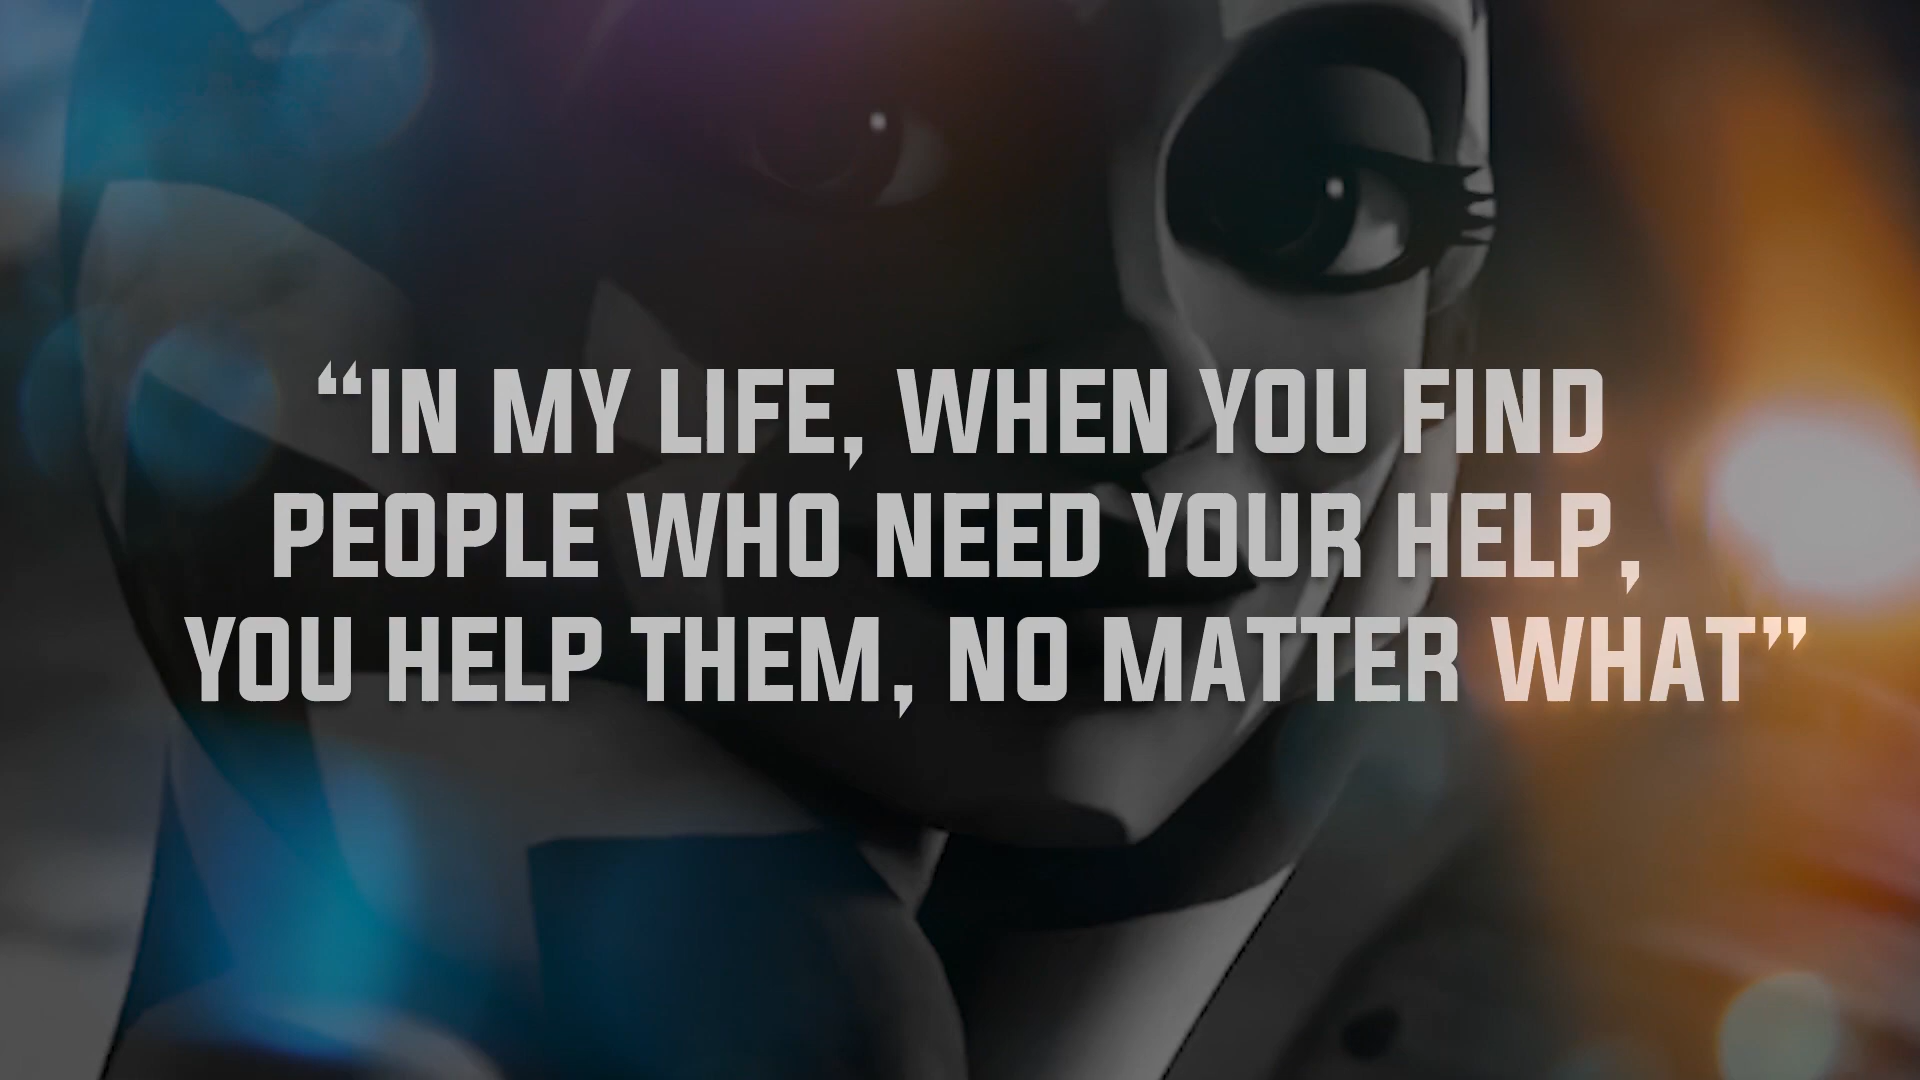 “IN MY LIFE, WHEN YOU FIND
PEOPLE WHO NEED YOUR HELP,
YOU HELP THEM, NO MATTER WHAT”